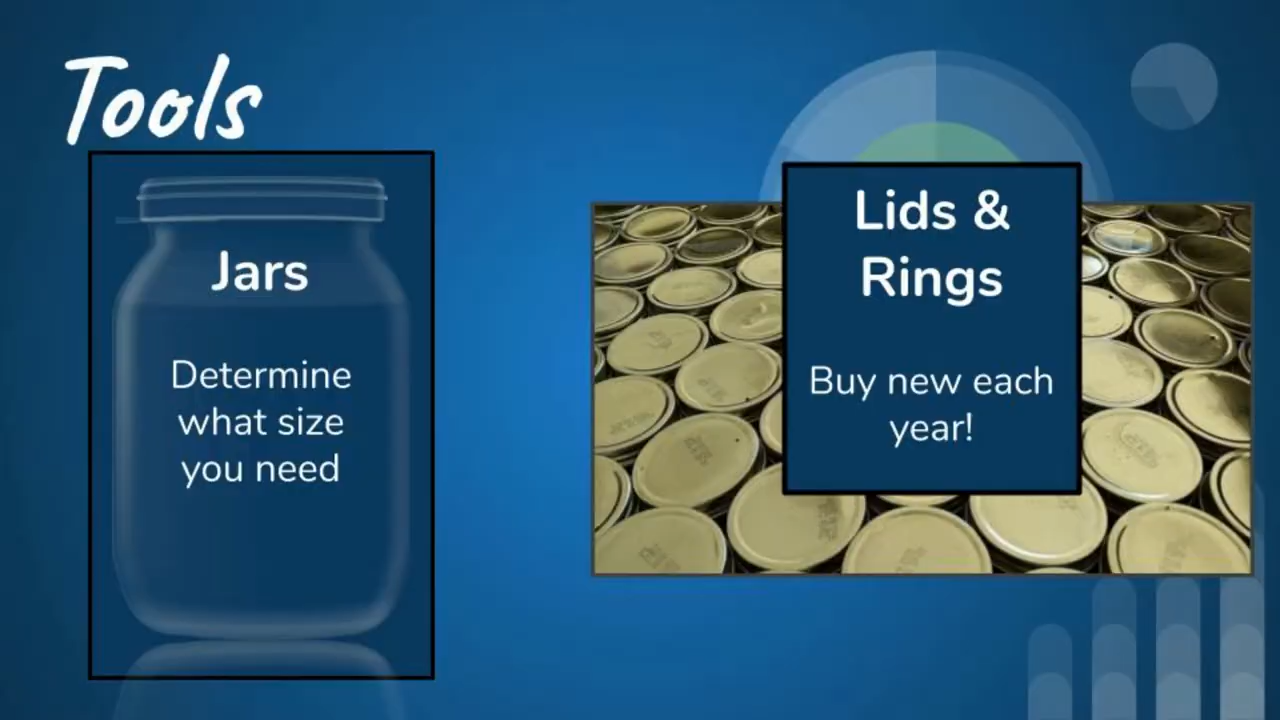 Tools
Jars
Determine
what size
you need
Lids &
Rings
Buy new each
year!